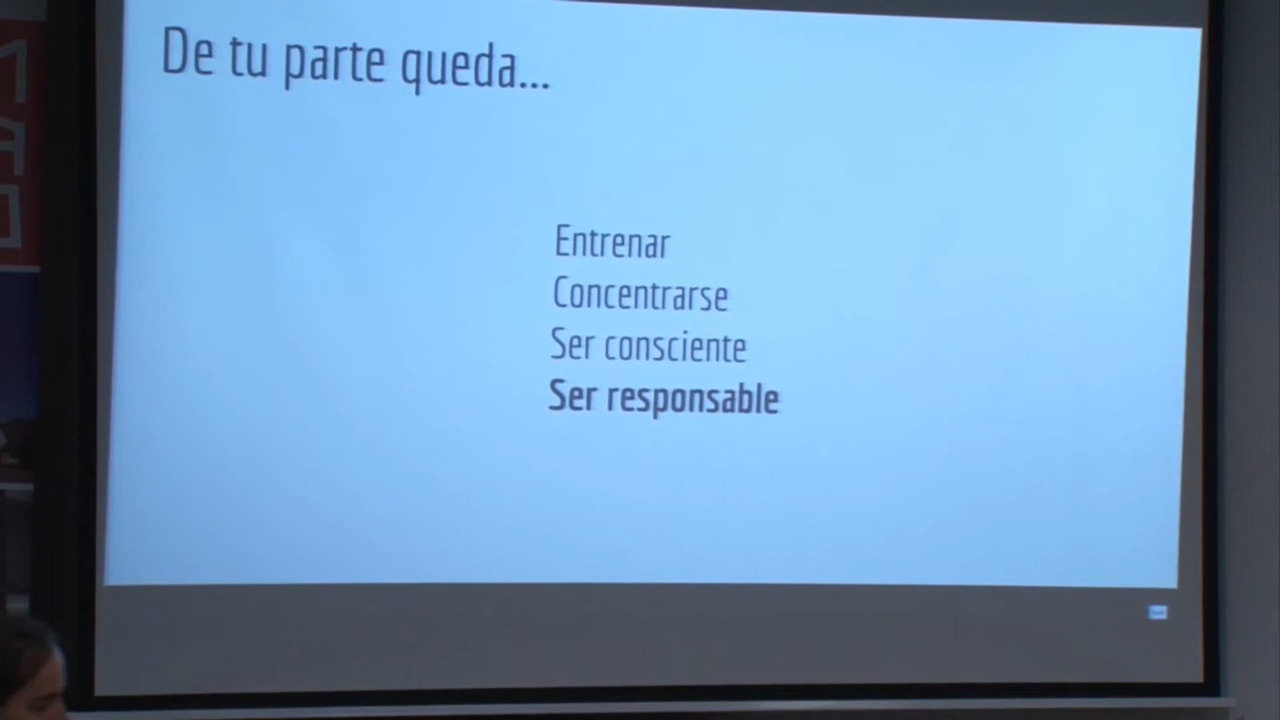 De tu parte queda...
Entrenar
Concentrarse
Ser consciente
Ser responsable